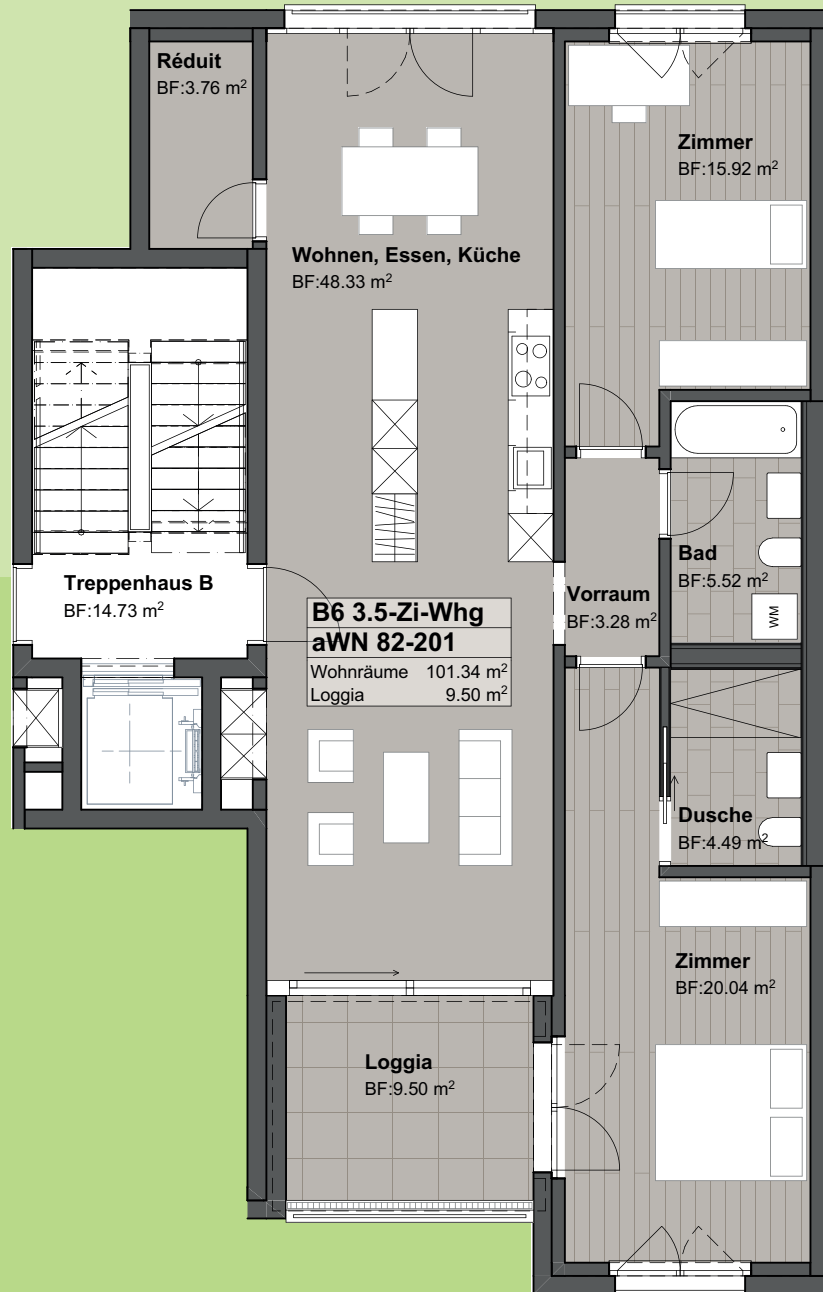 Réduit
BF:3.76 m²
Zimmer
BF:15.92 m²
Wohnen, Essen, Küche
BF:48.33 m²
Treppenhaus B
BF:14.73 m²
Bad
BF:5.52 m²
Vorraum
BF:3.28 m²
WM
B6 3.5-Zi-Whg
aWN 82-201
Wohnräume 101.34 m²
Loggia 9.50 m²
Dusche
BF:4.49 m²
Zimmer
BF:20.04 m²
Loggia
BF:9.50 m²